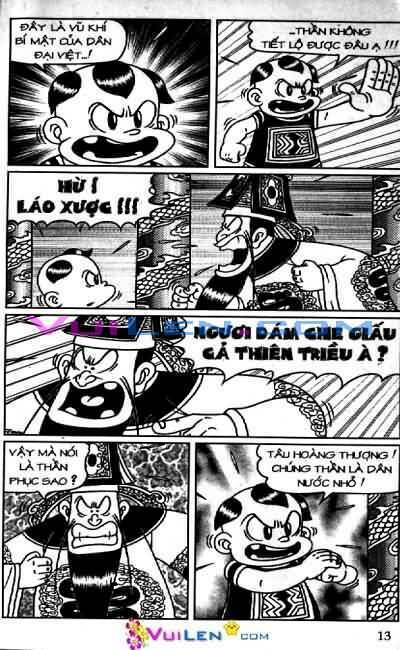 ĐÂY LÀ VŨ KHÍ
BÍ MẬT CỦA DÂN
ĐẠI VIỆT..!
..THẦN KHÔNG
TIẾT LỘ ĐƯỢC ĐÂU Ạ !!!
HỪ !
LÁO XƯỢC !!!
NGƯƠI DÁM CHE GIẤU
CẢ THIÊN TRIỀU À ?
VUILEN.COM
VẬY MÀ NÓI
LÀ THẦN
PHỤC SAO ?
TÂU HOÀNG THƯỢNG !
CHÚNG THẦN LÀ DÂN
NƯỚC NHỎ !
13
VUILEN.COM